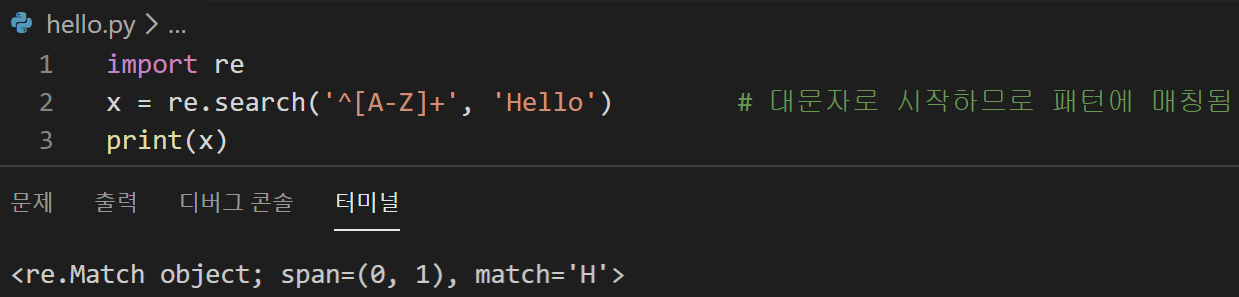 hello.py > ...
1 import re
2 x = re.search('^[A-Z]+', 'Hello') # 대문자로 시작하므로 패턴에 매칭됨
3 print(x)
문제 출력 디버그 콘솔 터미널
<re.Match object; span=(0, 1), match='H'>